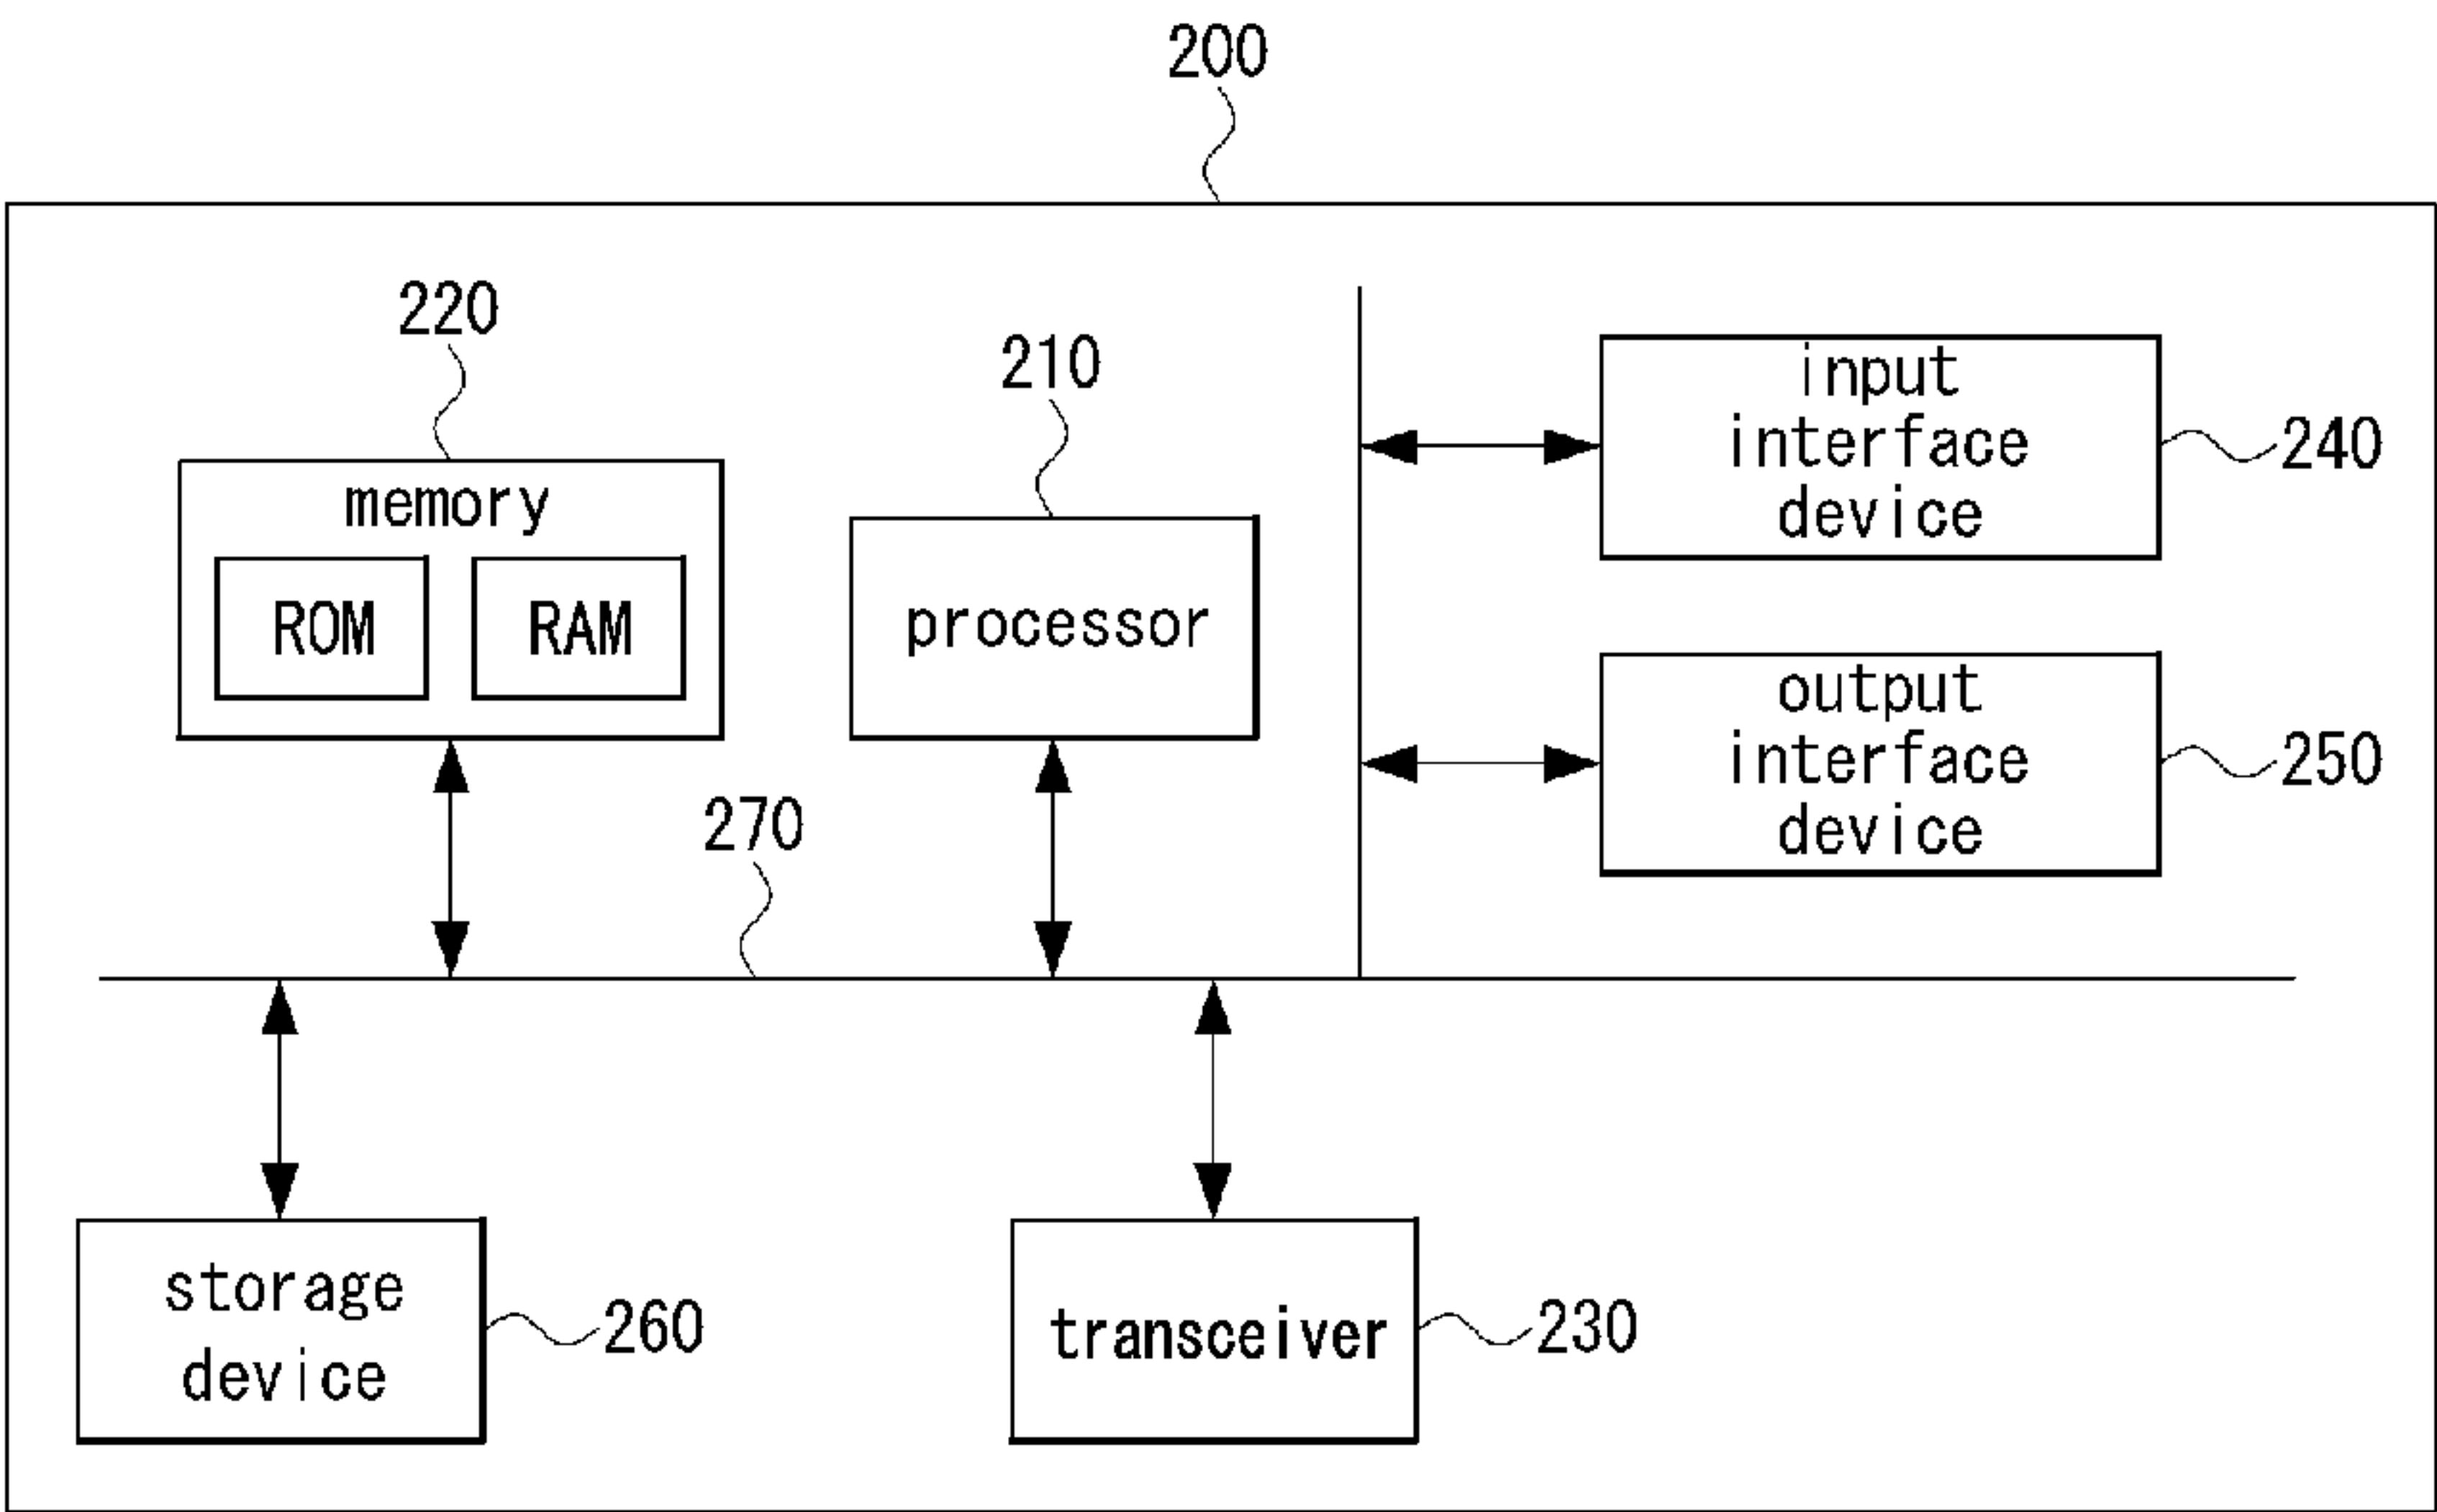 200
220
210
memory
ROM
RAM
processor
input
interface
device
240
output
interface
device
250
270
storage
device
260
transceiver
230